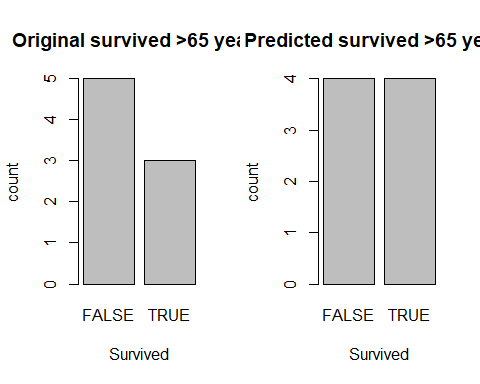 Original survived >65 yea
count
5
4
3
2
1
0
FALSE TRUE
Survived
Predicted survived >65 ye
count
4
3
2
1
0
FALSE TRUE
Survived